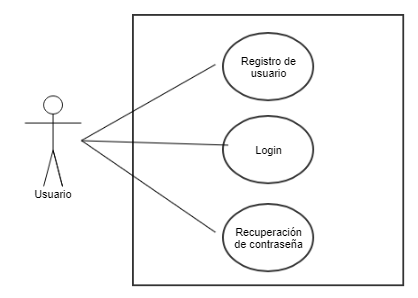 Registro de
usuario
Login
Usuario
Recuperación
de contraseña